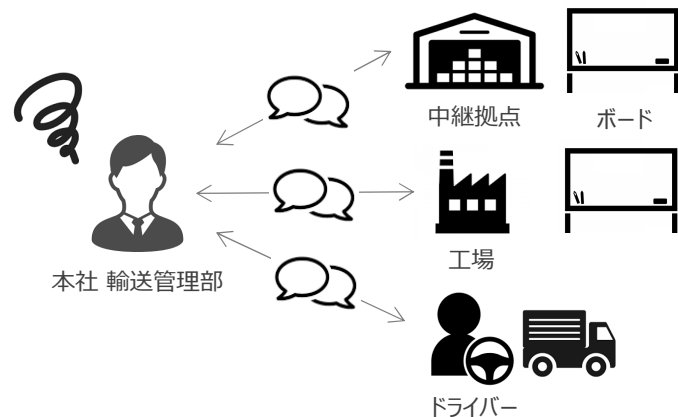 中継拠点
ボード
本社 輸送管理部
工場
ドライバー